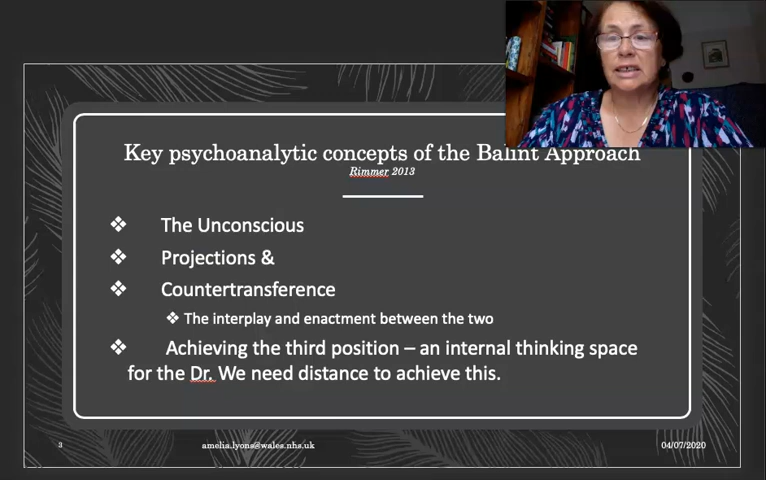 Key psychoanalytic concepts of the Balint Approach
Rimmer 2013
❖ The Unconscious
❖ Projections &
❖ Countertransference
❖ The interplay and enactment between the two
❖ Achieving the third position – an internal thinking space
for the Dr. We need distance to achieve this.
3 amelia.lyons@wales.nhs.uk 04/07/2020